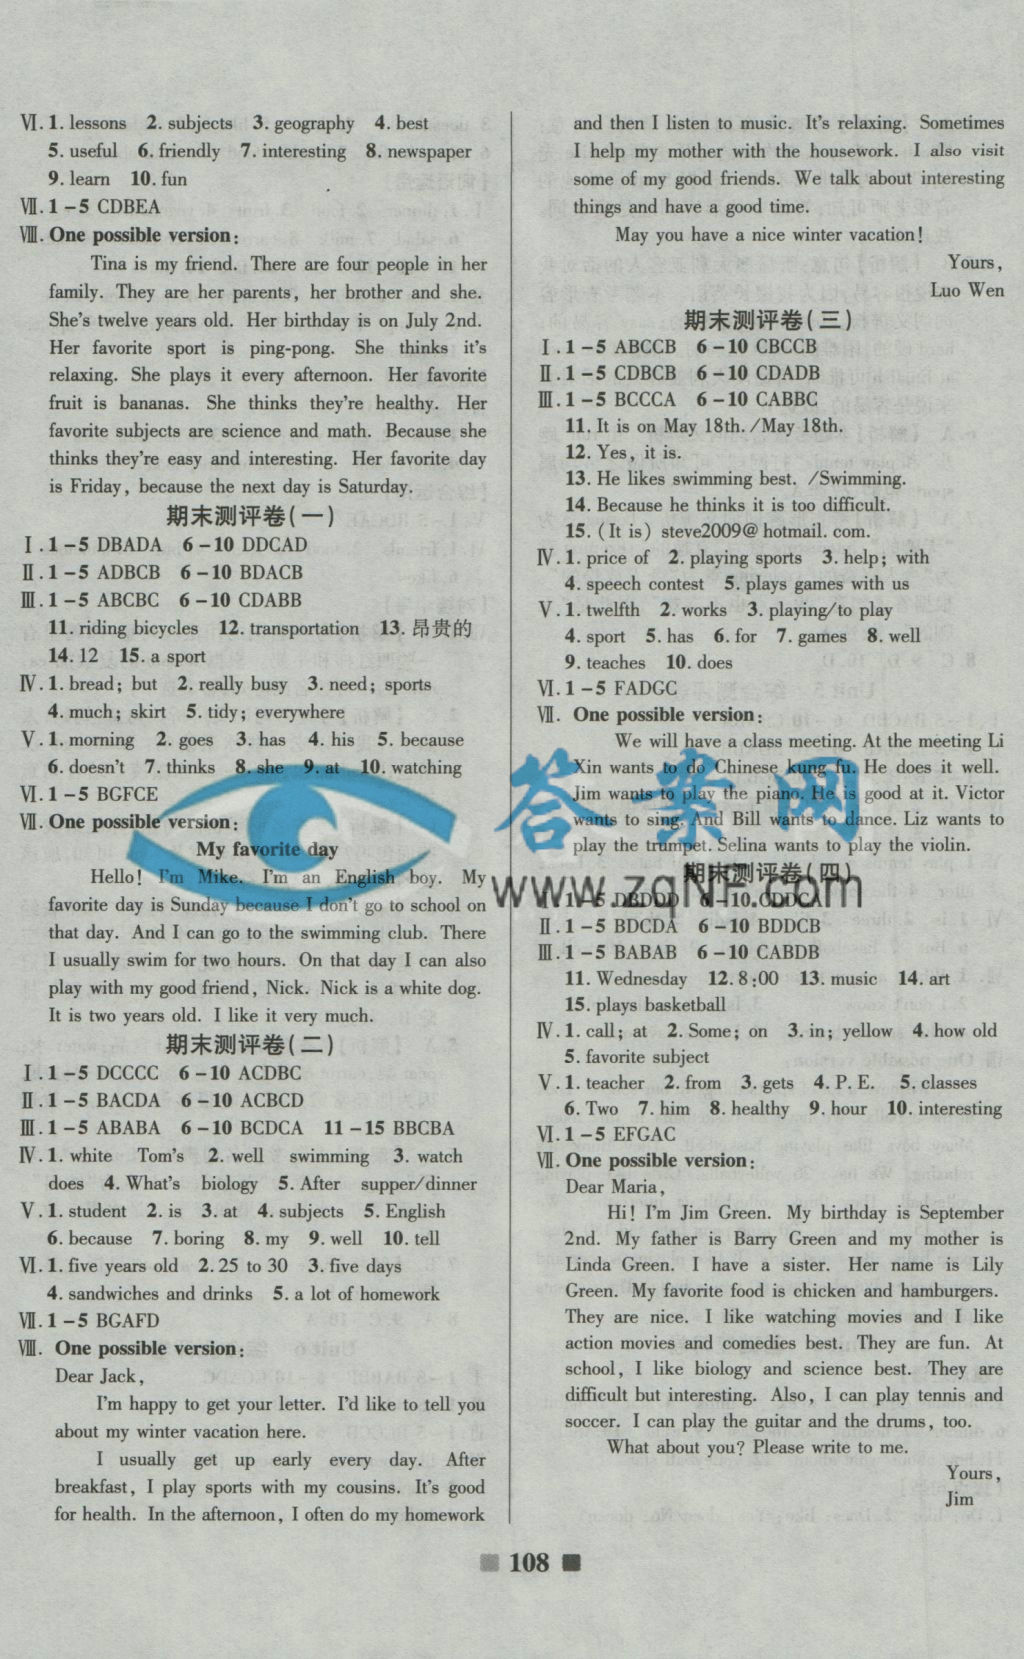 Ⅵ. 1. lessons 2. subjects 3. geography 4. best
5. useful 6. friendly 7. interesting 8. newspaper
9. learn 10. fun
Ⅶ. 1-5 CDBEA
Ⅷ. One possible version:
Tina is my friend. There are four people in her
family. They are her parents, her brother and she.
She's twelve years old. Her birthday is on July 2nd.
Her favorite sport is ping-pong. She thinks it's
relaxing. She plays it every afternoon. Her favorite
fruit is bananas. She thinks they're healthy. Her
favorite subjects are science and math. Because she
thinks they're easy and interesting. Her favorite day
is Friday, because the next day is Saturday.
期末测评卷(一)
Ⅰ. 1-5 DBADA 6-10 DDCAD
Ⅱ. 1-5 ADBCB 6-10 BDACB
Ⅲ. 1-5 ABCBC 6-10 CDABB
11. riding bicycles 12. transportation 13. 昂贵的
14. 12 15. a sport
Ⅳ. 1. bread; but 2. really busy 3. need; sports
4. much; skirt 5. tidy; everywhere
Ⅴ. 1. morning 2. goes 3. has 4. his 5. because
6. doesn't 7. thinks 8. she 9. at 10. watching
Ⅵ. 1-5 BGFCE
Ⅶ. One possible version:
My favorite day
Hello! I'm Mike. I'm an English boy. My
favorite day is Sunday because I don't go to school on
that day. And I can go to the swimming club. There
I usually swim for two hours. On that day I can also
play with my good friend, Nick. Nick is a white dog.
It is two years old. I like it very much.
期末测评卷(二)
Ⅰ. 1-5 DCCCC 6-10 ACDBC
Ⅱ. 1-5 BACDA 6-10 ACBCD
Ⅲ. 1-5 ABABA 6-10 BCDCA 11-15 BBCBA
Ⅳ. 1. white Tom's 2. well swimming 3. watch
does 4. What's biology 5. After supper/dinner
Ⅴ. 1. student 2. is 3. at 4. subjects 5. English
6. because 7. boring 8. my 9. well 10. tell
Ⅵ. 1. five years old 2. 25 to 30 3. five days
4. sandwiches and drinks 5. a lot of homework
Ⅶ. 1-5 BGAFD
Ⅷ. One possible version:
Dear Jack,
I'm happy to get your letter. I'd like to tell you
about my winter vacation here.
I usually get up early every day. After
breakfast, I play sports with my cousins. It's good
for health. In the afternoon, I often do my homework
and then I listen to music. It's relaxing. Sometimes
I help my mother with the housework. I also visit
some of my good friends. We talk about interesting
things and have a good time.
May you have a nice winter vacation!
Yours,
Luo Wen
期末测评卷(三)
Ⅰ. 1-5 ABCCB 6-10 CBCCB
Ⅱ. 1-5 CDBCB 6-10 CDADB
Ⅲ. 1-5 BCCCA 6-10 CABBC
11. It is on May 18th. /May 18th.
12. Yes, it is.
13. He likes swimming best. /Swimming.
14. Because he thinks it is too difficult.
15. (It is) steve2009@hotmail. com.
Ⅳ. 1. price of 2. playing sports 3. help; with
4. speech contest 5. plays games with us
Ⅴ. 1. twelfth 2. works 3. playing/to play
4. sport 5. has 6. for 7. games 8. well
9. teaches 10. does
Ⅵ. 1-5 FADGC
Ⅶ. One possible version:
We will have a class meeting. At the meeting Li
Xin wants to do Chinese kung fu. He does it well.
Jim wants to play the piano. He is good at it. Victor
wants to sing. And Bill wants to dance. Liz wants to
play the trumpet. Selina wants to play the violin.
答案网
www.zqNF.com
期末测评卷(四)
1-5 DBDDD 6-10 CDDCA
Ⅱ. 1-5 BDCDA 6-10 BDDCB
Ⅲ. 1-5 BABAB 6-10 CABDB
11. Wednesday 12. 8:00 13. music 14. art
15. plays basketball
Ⅳ. 1. call; at 2. Some; on 3. in; yellow 4. how old
5. favorite subject
Ⅴ. 1. teacher 2. from 3. gets 4. P. E. 5. classes
6. Two 7. him 8. healthy 9. hour 10. interesting
Ⅵ. 1-5 EFGAC
Ⅶ. One possible version:
Dear Maria,
Hi! I'm Jim Green. My birthday is September
2nd. My father is Barry Green and my mother is
Linda Green. I have a sister. Her name is Lily
Green. My favorite food is chicken and hamburgers.
They are nice. I like watching movies and I like
action movies and comedies best. They are fun. At
school, I like biology and science best. They are
difficult but interesting. Also, I can play tennis and
soccer. I can play the guitar and the drums, too.
What about you? Please write to me.
Yours,
Jim
108